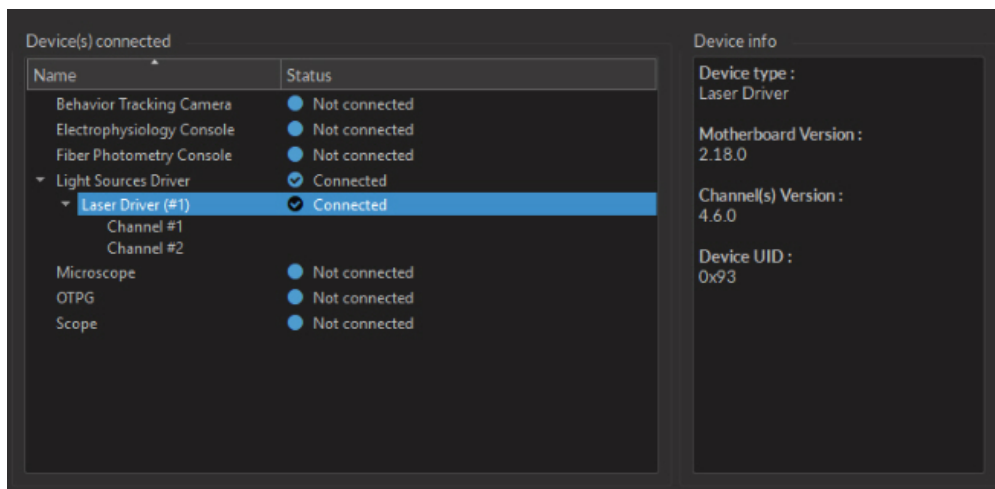 Device(s) connected
Name Status
Behavior Tracking Camera Not connected
Electrophysiology Console Not connected
Fiber Photometry Console Not connected
Light Sources Driver Connected
Laser Driver (#1) Connected
Channel #1
Channel #2
Microscope Not connected
OTPG Not connected
Scope Not connected
Device info
Device type :
Laser Driver
Motherboard Version :
2.18.0
Channel(s) Version :
4.6.0
Device UID :
0x93